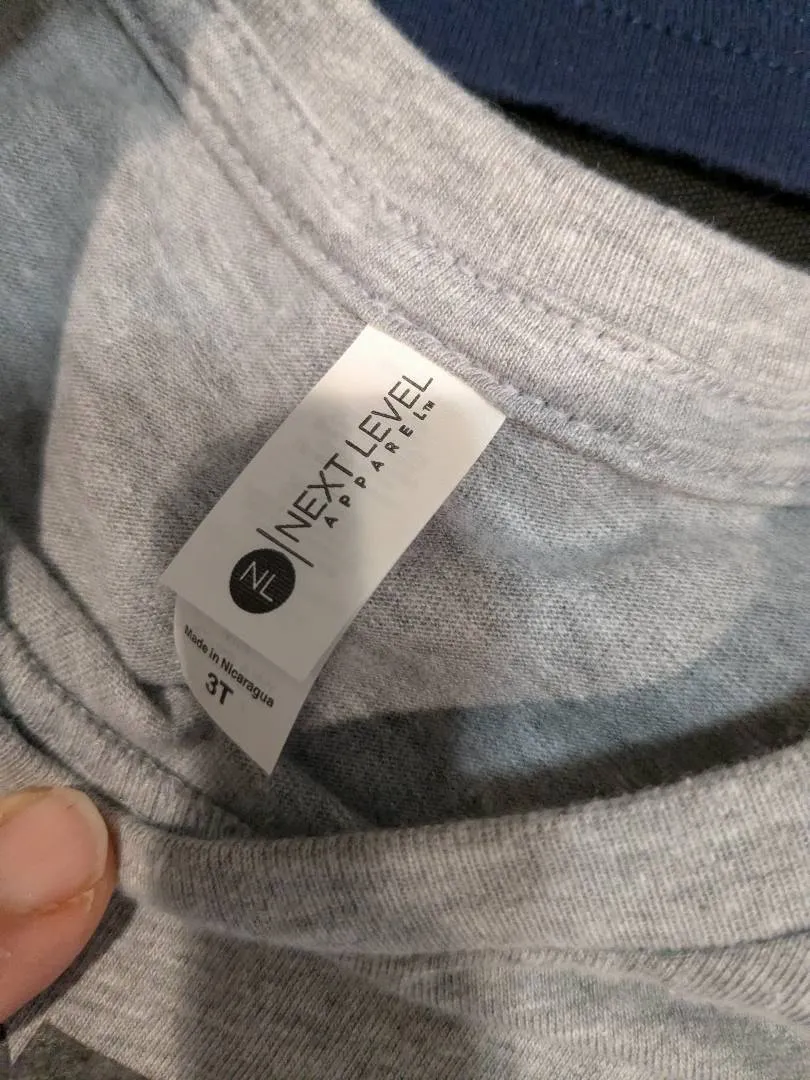 NL
NEXT LEVEL
APPAREL™
Made in Nicaragua
3T